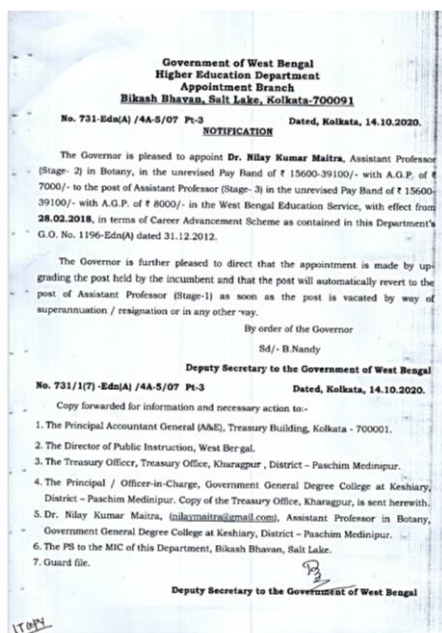 Government of West Bengal
Higher Education Department
Appointment Branch
Bikash Bhavan, Salt Lake, Kolkata-700091
No. 731-Edn(A) /4A-5/07 Pt-3 Dated, Kolkata, 14.10.2020.
NOTIFICATION
The Governor is pleased to appoint Dr. Nilay Kumar Maitra, Assistant Professor
(Stage- 2) in Botany, in the unrevised Pay Band of ₹ 15600-39100/- with A.G.P. of ₹
7000/- to the post of Assistant Professor (Stage- 3) in the unrevised Pay Band of ₹ 15600-
39100/- with A.G.P. of ₹ 8000/- in the West Bengal Education Service, with effect from
28.02.2018, in terms of Career Advancement Scheme as contained in this Department's
G.O. No. 1196-Edn(A) dated 31.12.2012.
The Governor is further pleased to direct that the appointment is made by up-
grading the post held by the incumbent and that the post will automatically revert to the
post of Assistant Professor (Stage-1) as soon as the post is vacated by way of
superannuation / resignation or in any other way.
By order of the Governor
Sd/- B.Nandy
Deputy Secretary to the Government of West Bengal
No. 731/1(7) -Edn(A) /4A-5/07 Pt-3 Dated, Kolkata, 14.10.2020.
Copy forwarded for information and necessary action to:-
1. The Principal Accountant General (A&E), Treasury Building, Kolkata - 700001.
2. The Director of Public Instruction, West Bengal.
3. The Treasury Officer, Treasury Office, Kharagpur , District – Paschim Medinipur.
4. The Principal / Officer-in-Charge, Government General Degree College at Keshiary,
District – Paschim Medinipur. Copy of the Treasury Office, Kharagpur, is sent herewith.
5. Dr. Nilay Kumar Maitra, (nilaymaitra@gmail.com), Assistant Professor in Botany,
Government General Degree College at Keshiary, District – Paschim Medinipur.
6. The PS to the MIC of this Department, Bikash Bhavan, Salt Lake.
7. Guard file.
Deputy Secretary to the Government of West Bengal
Copy